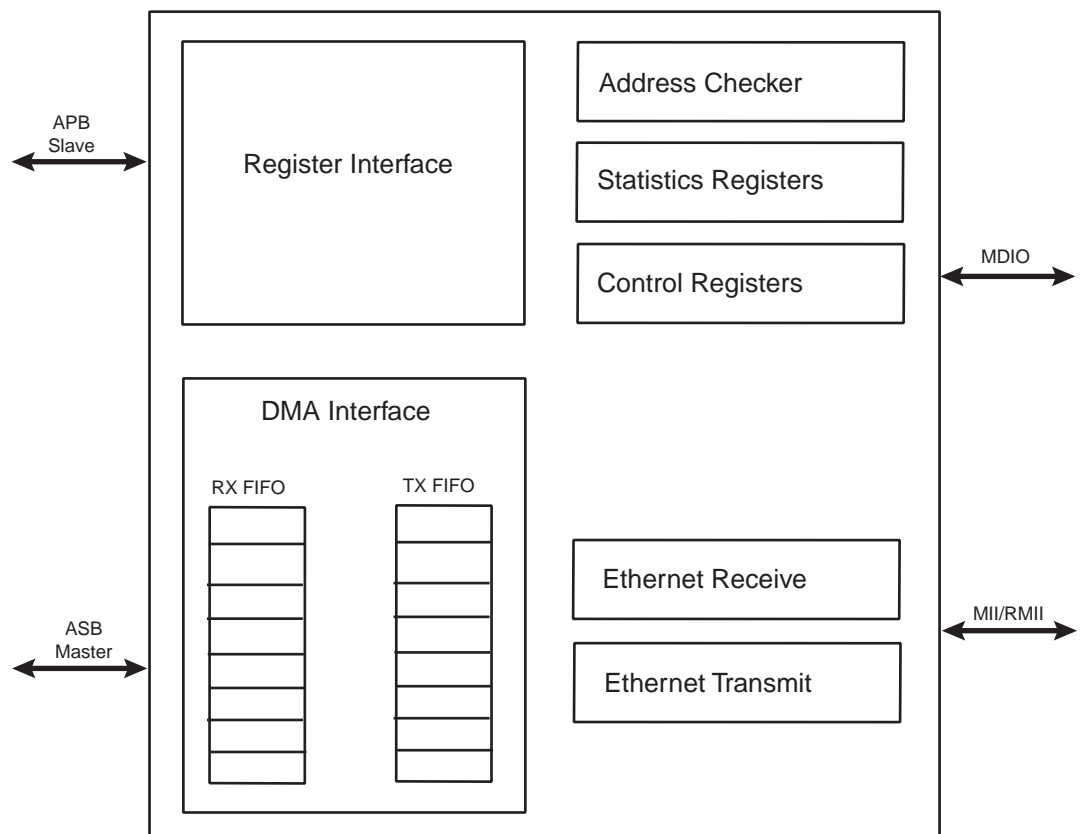 Address Checker
APB
Slave
Register Interface
Statistics Registers
MDIO
Control Registers
DMA Interface
RX FIFO
TX FIFO
Ethernet Receive
MII/RMII
ASB
Master
Ethernet Transmit